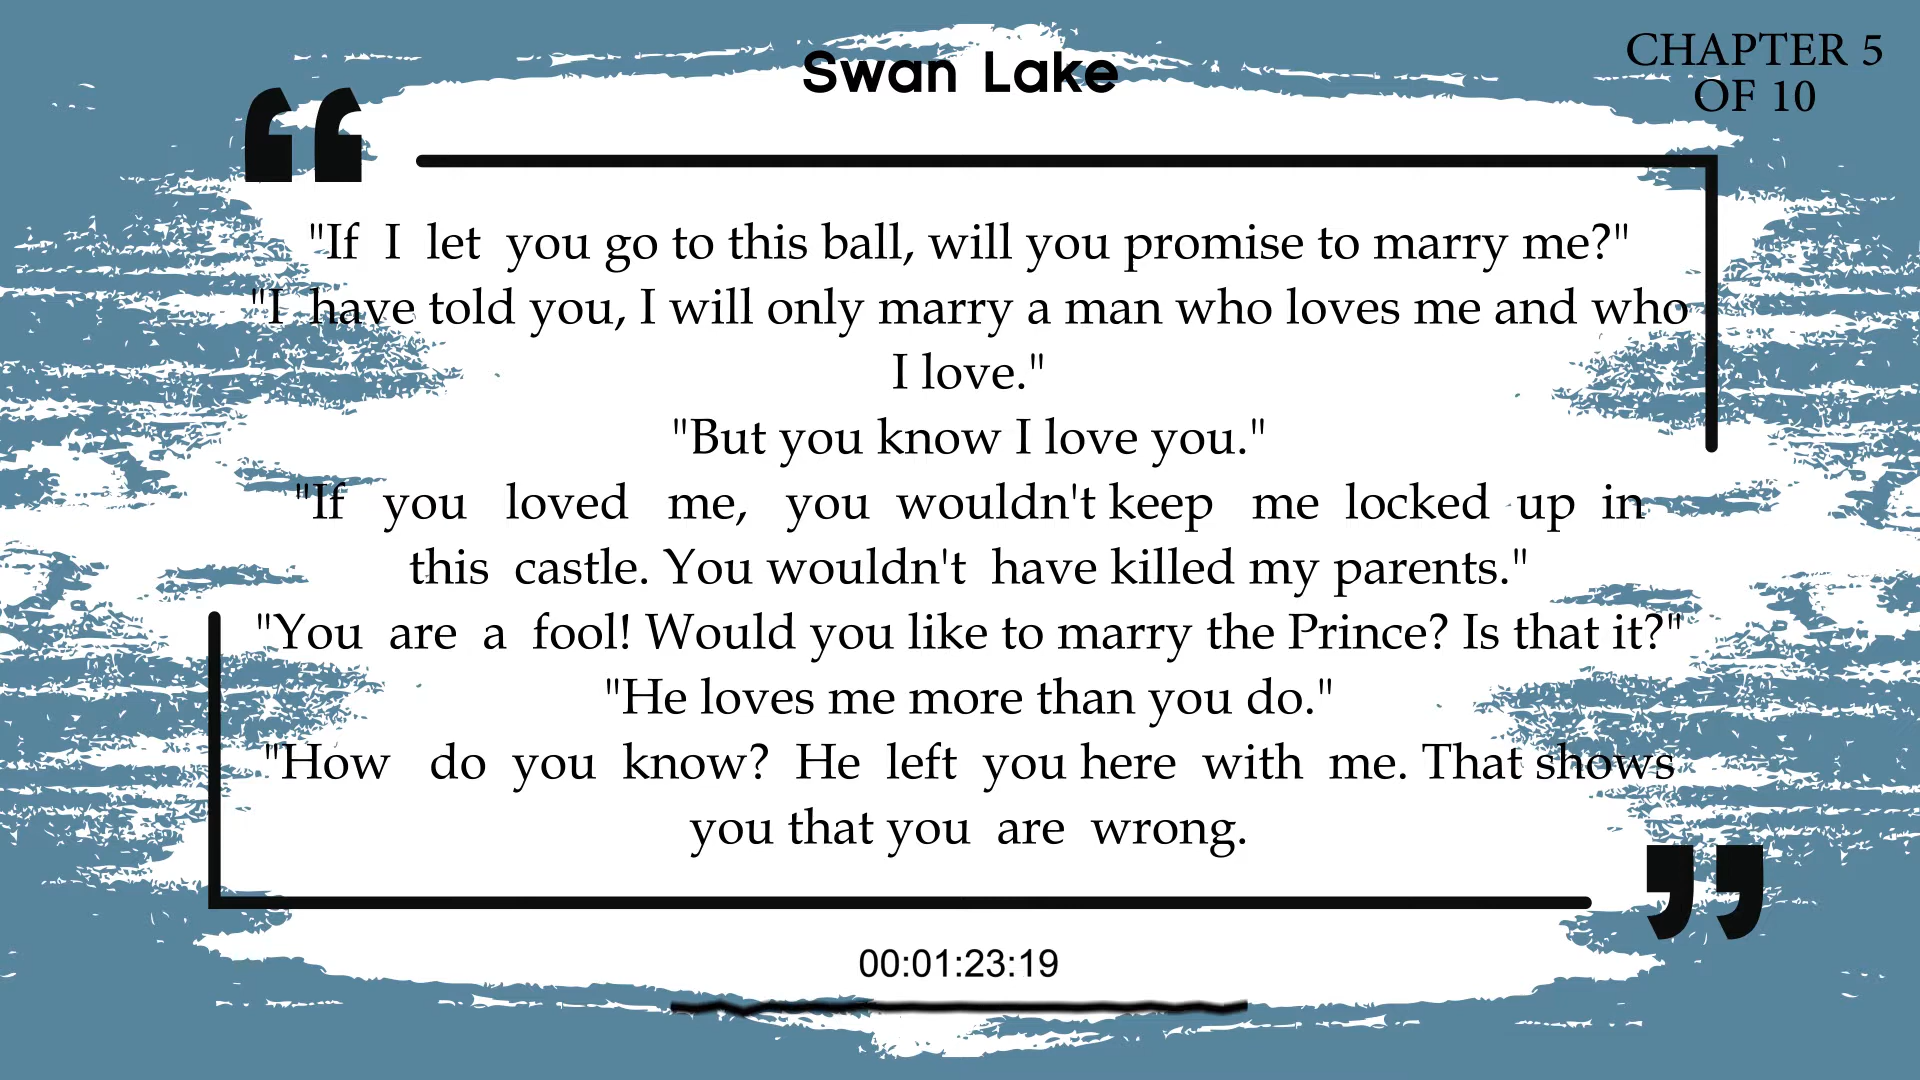 Swan Lake
CHAPTER 5
OF 10
"If I let you go to this ball, will you promise to marry me?"
"I have told you, I will only marry a man who loves me and who
I love."
"But you know I love you."
"If you loved me, you wouldn't keep me locked up in
this castle. You wouldn't have killed my parents."
"You are a fool! Would you like to marry the Prince? Is that it?"
"He loves me more than you do."
"How do you know? He left you here with me. That shows
you that you are wrong.
00:01:23:19